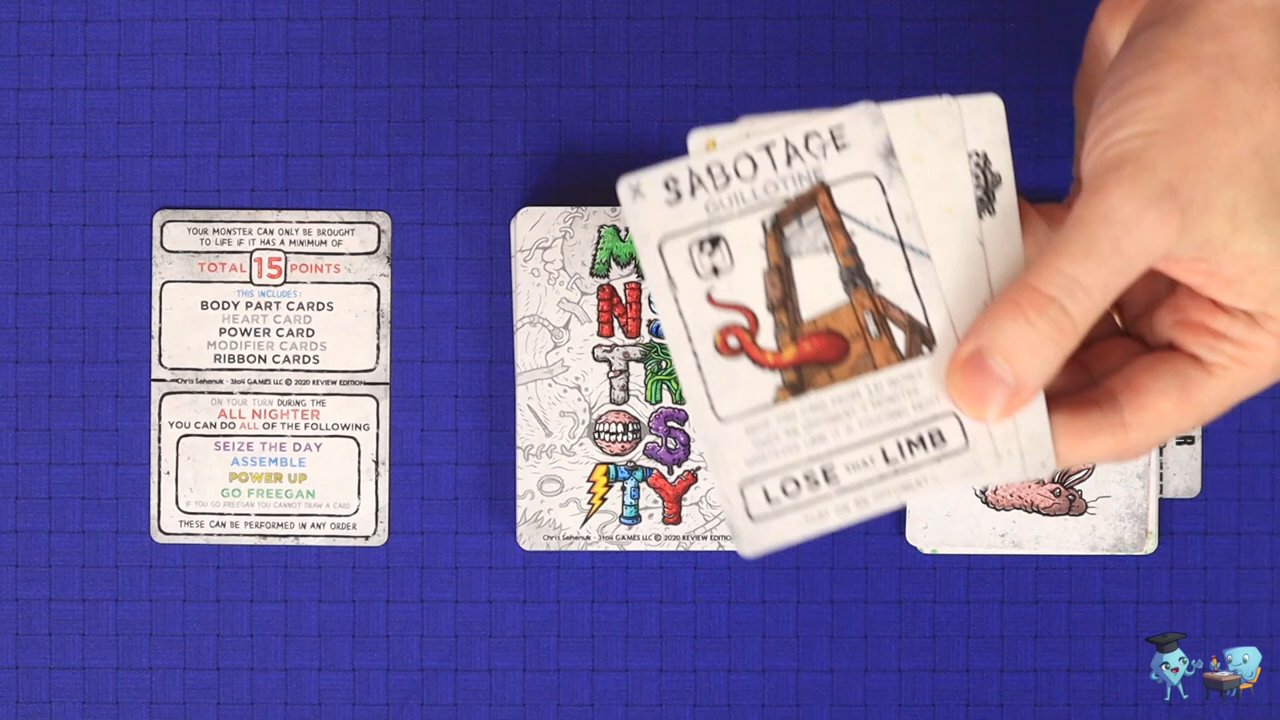 YOUR MONSTER CAN ONLY BE BROUGHT
TO LIFE IF IT HAS A MINIMUM OF
TOTAL 15 POINTS
THIS INCLUDES:
BODY PART CARDS
HEART CARD
POWER CARD
MODIFIER CARDS
RIBBON CARDS
Chris Sehenuk • 3to4 GAMES LLC © 2020 REVIEW EDITION
ON YOUR TURN DURING THE
ALL NIGHTER
YOU CAN DO ALL OF THE FOLLOWING
SEIZE THE DAY
ASSEMBLE
POWER UP
GO FREEGAN
IF YOU GO FREEGAN YOU CANNOT DRAW A CARD
THESE CAN BE PERFORMED IN ANY ORDER
M
N
T R
O S
I T Y
Chris Sehenuk • 3to4 GAMES LLC © 2020 REVIEW EDITION
SABOTAGE
GUILLOTINE
LOSE THAT LIMB